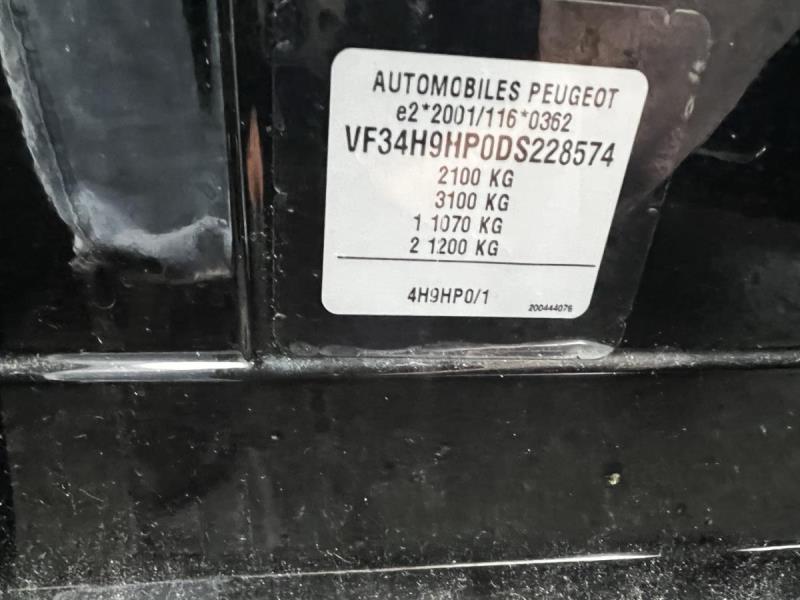 AUTOMOBILES PEUGEOT
e2*2001/116*0362
VF34H9HP0DS228574
2100 KG
3100 KG
1 1070 KG
2 1200 KG
4H9HP0/1
200444076